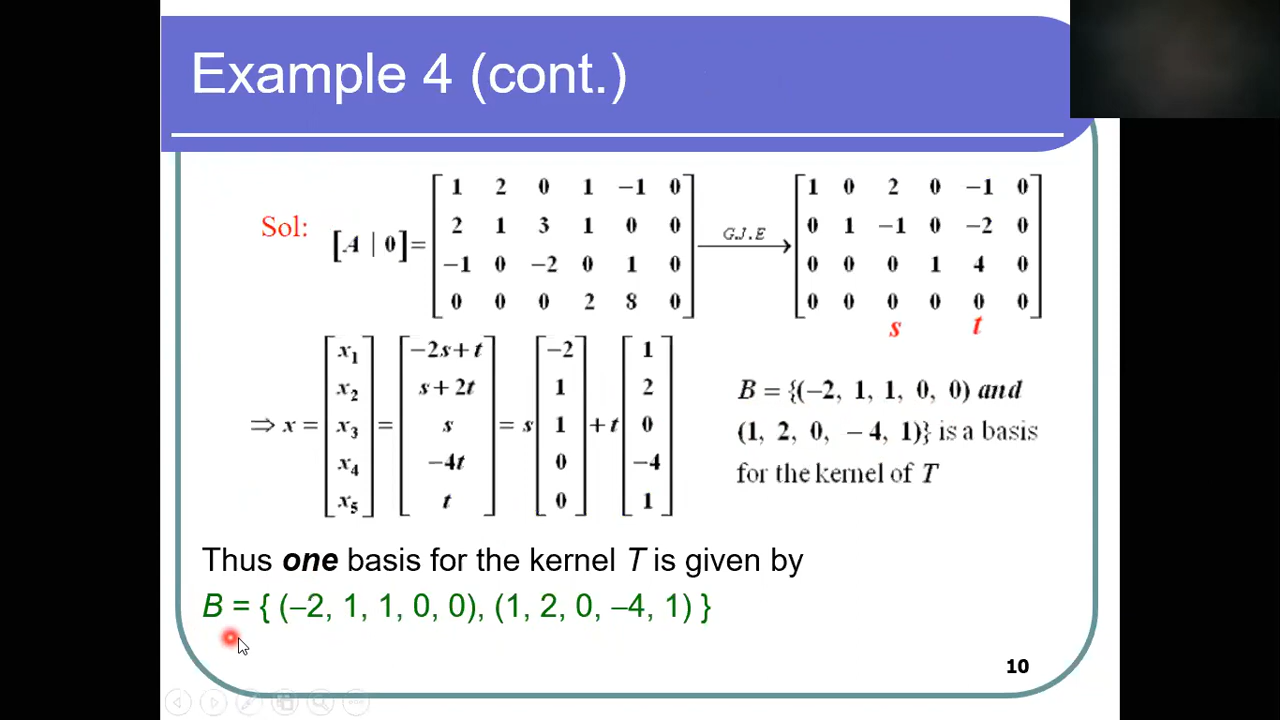 Example 4 (cont.)
Sol: [A | 0] = [ 1 2 0 1 −1 0 ] G.J.E → [ 1 0 2 0 −1 0 ]
[ 2 1 3 1 0 0 ] [ 0 1 −1 0 −2 0 ]
[ −1 0 −2 0 1 0 ] [ 0 0 0 1 4 0 ]
[ 0 0 0 2 8 0 ] [ 0 0 0 0 0 0 ]
s t
⇒ x = [ x₁ ] = [ −2s + t ] = s [ −2 ] + t [ 1 ]
[ x₂ ] [ s + 2t ] [ 1 ] [ 2 ]
[ x₃ ] [ s ] [ 1 ] [ 0 ]
[ x₄ ] [ −4t ] [ 0 ] [ −4 ]
[ x₅ ] [ t ] [ 0 ] [ 1 ]
B = {(−2, 1, 1, 0, 0) and
(1, 2, 0, −4, 1)} is a basis
for the kernel of T
Thus one basis for the kernel T is given by
B = { (–2, 1, 1, 0, 0), (1, 2, 0, –4, 1) }
10